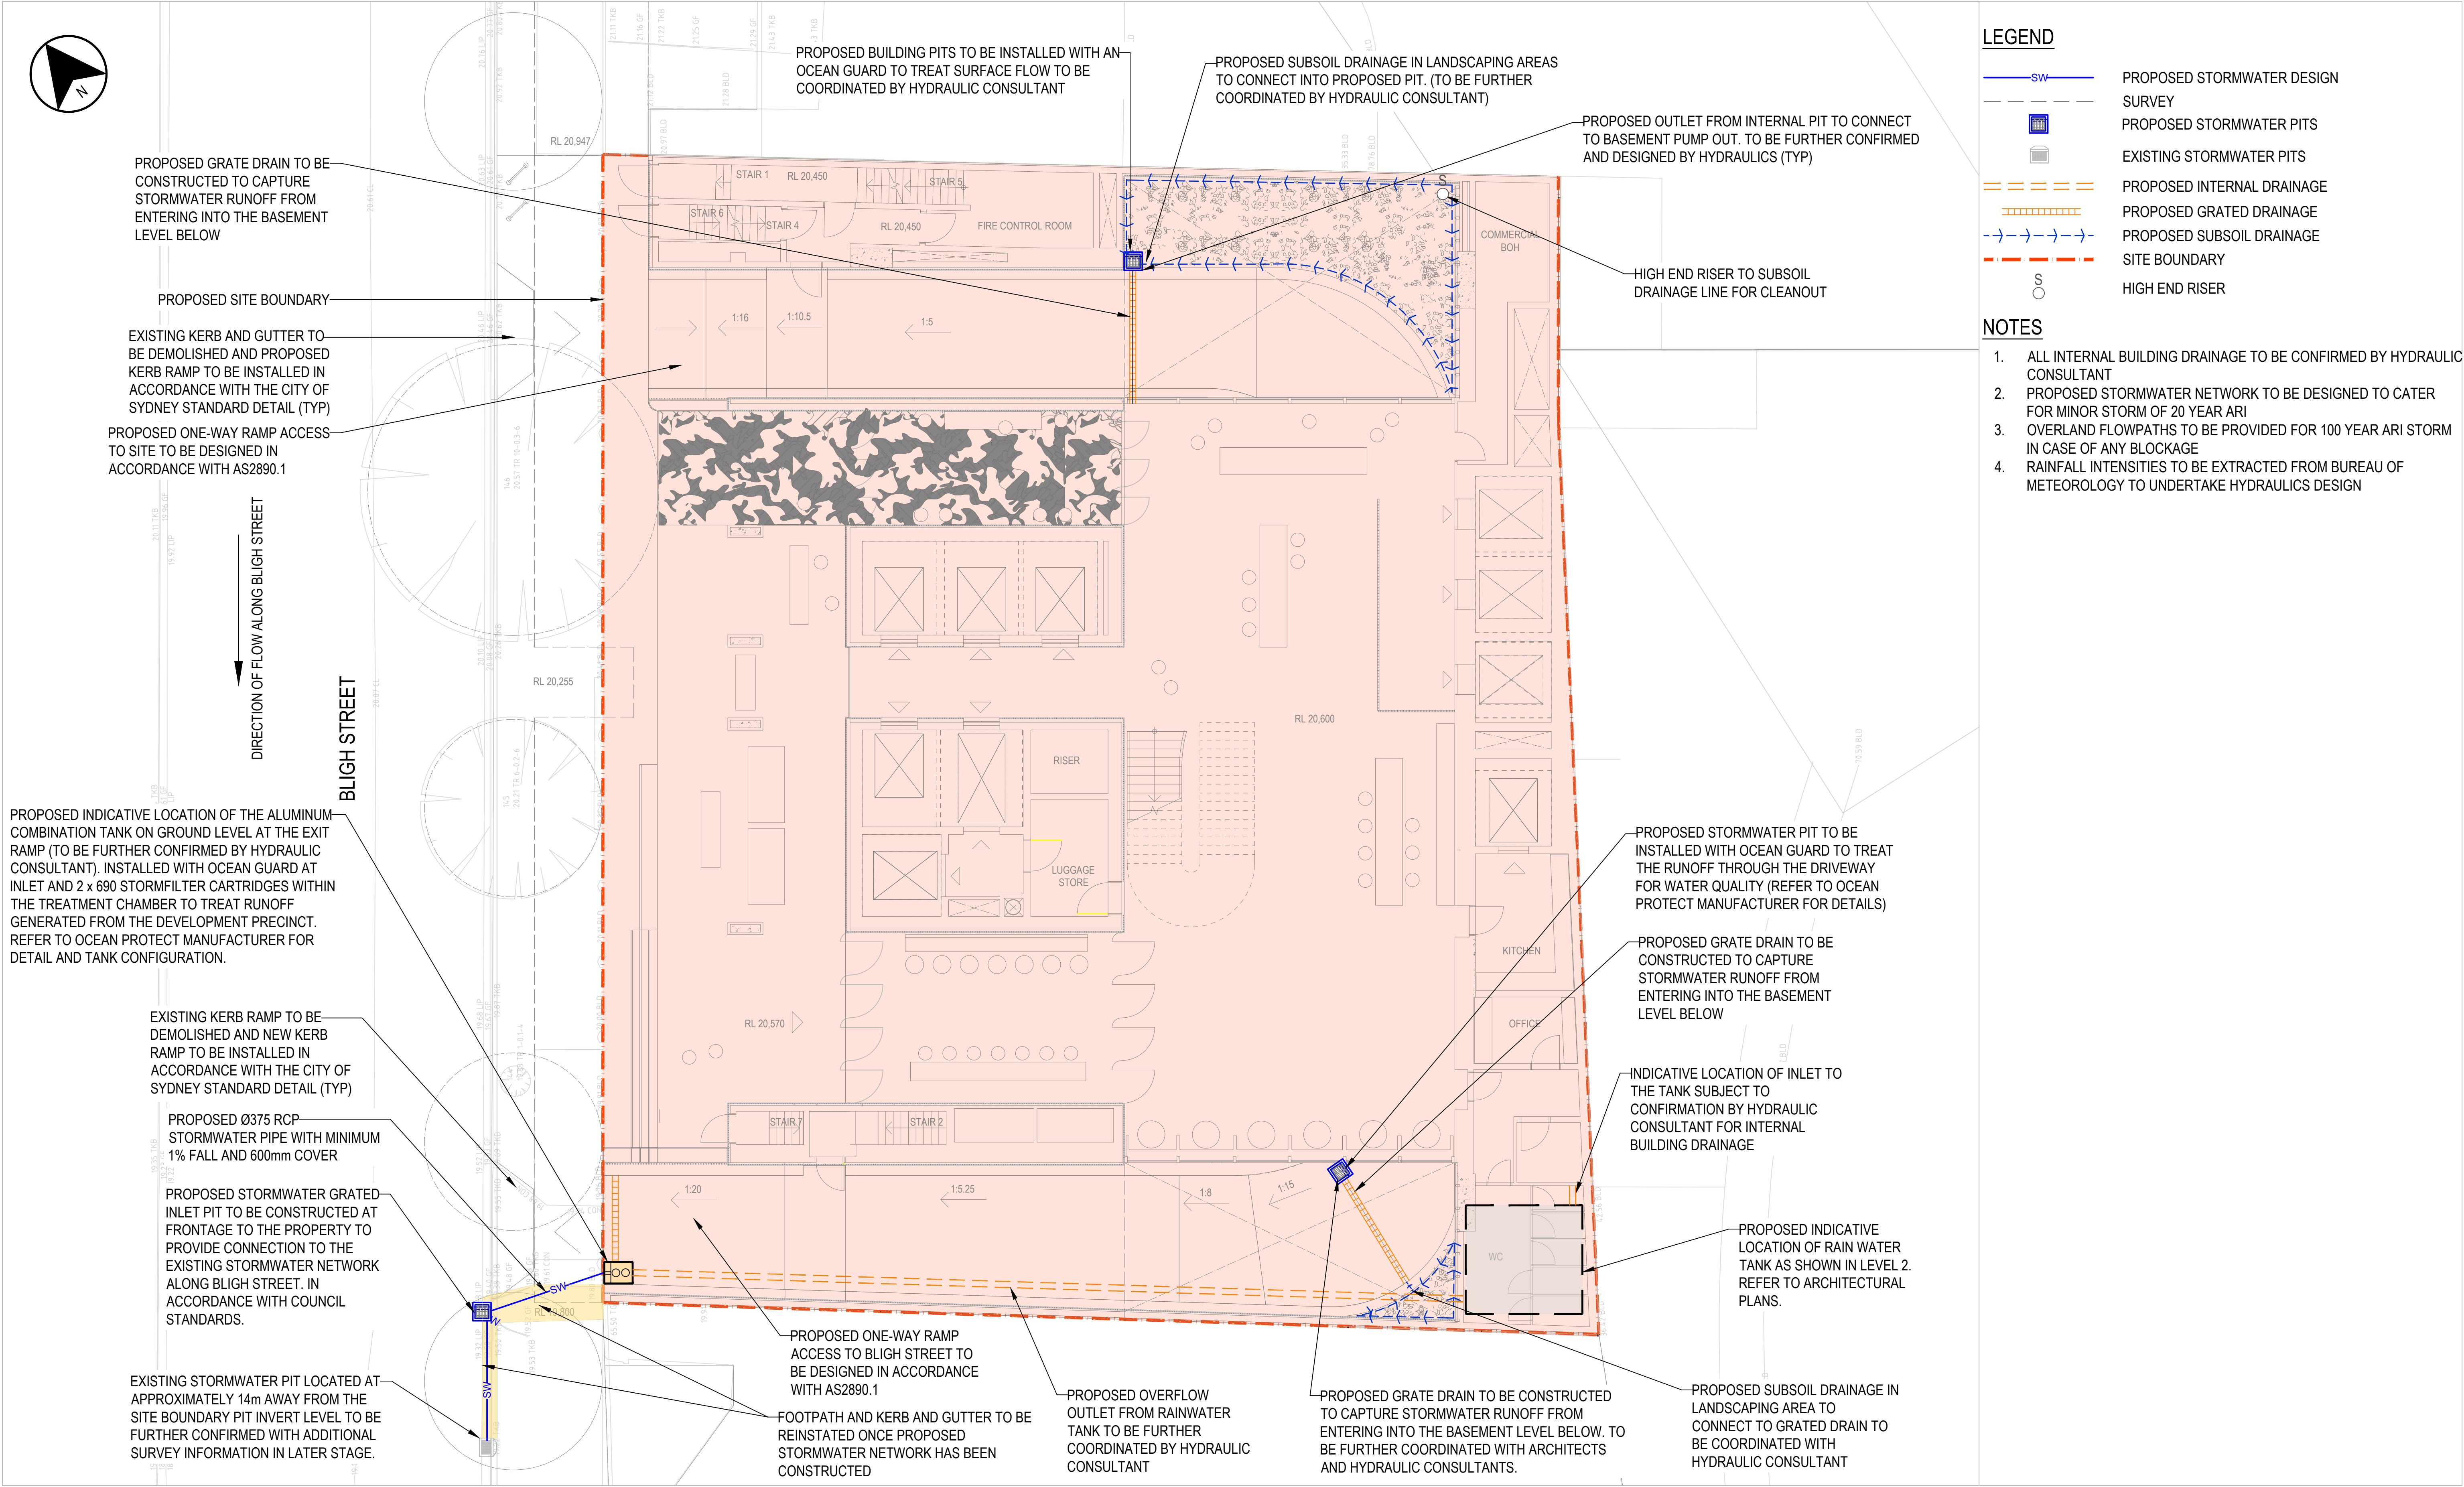 N
PROPOSED BUILDING PITS TO BE INSTALLED WITH AN
OCEAN GUARD TO TREAT SURFACE FLOW TO BE
COORDINATED BY HYDRAULIC CONSULTANT
PROPOSED SUBSOIL DRAINAGE IN LANDSCAPING AREAS
TO CONNECT INTO PROPOSED PIT. (TO BE FURTHER
COORDINATED BY HYDRAULIC CONSULTANT)
PROPOSED OUTLET FROM INTERNAL PIT TO CONNECT
TO BASEMENT PUMP OUT. TO BE FURTHER CONFIRMED
AND DESIGNED BY HYDRAULICS (TYP)
PROPOSED GRATE DRAIN TO BE
CONSTRUCTED TO CAPTURE
STORMWATER RUNOFF FROM
ENTERING INTO THE BASEMENT
LEVEL BELOW
PROPOSED SITE BOUNDARY
EXISTING KERB AND GUTTER TO
BE DEMOLISHED AND PROPOSED
KERB RAMP TO BE INSTALLED IN
ACCORDANCE WITH THE CITY OF
SYDNEY STANDARD DETAIL (TYP)
PROPOSED ONE-WAY RAMP ACCESS
TO SITE TO BE DESIGNED IN
ACCORDANCE WITH AS2890.1
DIRECTION OF FLOW ALONG BLIGH STREET
BLIGH STREET
PROPOSED INDICATIVE LOCATION OF THE ALUMINUM
COMBINATION TANK ON GROUND LEVEL AT THE EXIT
RAMP (TO BE FURTHER CONFIRMED BY HYDRAULIC
CONSULTANT). INSTALLED WITH OCEAN GUARD AT
INLET AND 2 x 690 STORMFILTER CARTRIDGES WITHIN
THE TREATMENT CHAMBER TO TREAT RUNOFF
GENERATED FROM THE DEVELOPMENT PRECINCT.
REFER TO OCEAN PROTECT MANUFACTURER FOR
DETAIL AND TANK CONFIGURATION.
EXISTING KERB RAMP TO BE
DEMOLISHED AND NEW KERB
RAMP TO BE INSTALLED IN
ACCORDANCE WITH THE CITY OF
SYDNEY STANDARD DETAIL (TYP)
PROPOSED Ø375 RCP
STORMWATER PIPE WITH MINIMUM
1% FALL AND 600mm COVER
PROPOSED STORMWATER GRATED
INLET PIT TO BE CONSTRUCTED AT
FRONTAGE TO THE PROPERTY TO
PROVIDE CONNECTION TO THE
EXISTING STORMWATER NETWORK
ALONG BLIGH STREET. IN
ACCORDANCE WITH COUNCIL
STANDARDS.
EXISTING STORMWATER PIT LOCATED AT
APPROXIMATELY 14m AWAY FROM THE
SITE BOUNDARY PIT INVERT LEVEL TO BE
FURTHER CONFIRMED WITH ADDITIONAL
SURVEY INFORMATION IN LATER STAGE.
RL 20,947
STAIR 1
RL 20,450
STAIR 5
STAIR 6
STAIR 4
RL 20,450
FIRE CONTROL ROOM
S
COMMERCIAL
BOH
HIGH END RISER TO SUBSOIL
DRAINAGE LINE FOR CLEANOUT
1:16
1:10.5
1:5
RL 20,255
RL 20,600
RISER
LUGGAGE
STORE
KITCHEN
RL 20,570
OFFICE
STAIR 7
STAIR 2
1:20
1:5.25
1:8
1:15
WC
SW
SW
PROPOSED STORMWATER PIT TO BE
INSTALLED WITH OCEAN GUARD TO TREAT
THE RUNOFF THROUGH THE DRIVEWAY
FOR WATER QUALITY (REFER TO OCEAN
PROTECT MANUFACTURER FOR DETAILS)
PROPOSED GRATE DRAIN TO BE
CONSTRUCTED TO CAPTURE
STORMWATER RUNOFF FROM
ENTERING INTO THE BASEMENT
LEVEL BELOW
INDICATIVE LOCATION OF INLET TO
THE TANK SUBJECT TO
CONFIRMATION BY HYDRAULIC
CONSULTANT FOR INTERNAL
BUILDING DRAINAGE
PROPOSED INDICATIVE
LOCATION OF RAIN WATER
TANK AS SHOWN IN LEVEL 2.
REFER TO ARCHITECTURAL
PLANS.
PROPOSED ONE-WAY RAMP
ACCESS TO BLIGH STREET TO
BE DESIGNED IN ACCORDANCE
WITH AS2890.1
FOOTPATH AND KERB AND GUTTER TO BE
REINSTATED ONCE PROPOSED
STORMWATER NETWORK HAS BEEN
CONSTRUCTED
PROPOSED OVERFLOW
OUTLET FROM RAINWATER
TANK TO BE FURTHER
COORDINATED BY HYDRAULIC
CONSULTANT
PROPOSED GRATE DRAIN TO BE CONSTRUCTED
TO CAPTURE STORMWATER RUNOFF FROM
ENTERING INTO THE BASEMENT LEVEL BELOW. TO
BE FURTHER COORDINATED WITH ARCHITECTS
AND HYDRAULIC CONSULTANTS.
PROPOSED SUBSOIL DRAINAGE IN
LANDSCAPING AREA TO
CONNECT TO GRATED DRAIN TO
BE COORDINATED WITH
HYDRAULIC CONSULTANT
LEGEND
SW PROPOSED STORMWATER DESIGN
SURVEY
PROPOSED STORMWATER PITS
EXISTING STORMWATER PITS
PROPOSED INTERNAL DRAINAGE
PROPOSED GRATED DRAINAGE
PROPOSED SUBSOIL DRAINAGE
SITE BOUNDARY
S HIGH END RISER
NOTES
1. ALL INTERNAL BUILDING DRAINAGE TO BE CONFIRMED BY HYDRAULIC
CONSULTANT
2. PROPOSED STORMWATER NETWORK TO BE DESIGNED TO CATER
FOR MINOR STORM OF 20 YEAR ARI
3. OVERLAND FLOWPATHS TO BE PROVIDED FOR 100 YEAR ARI STORM
IN CASE OF ANY BLOCKAGE
4. RAINFALL INTENSITIES TO BE EXTRACTED FROM BUREAU OF
METEOROLOGY TO UNDERTAKE HYDRAULICS DESIGN